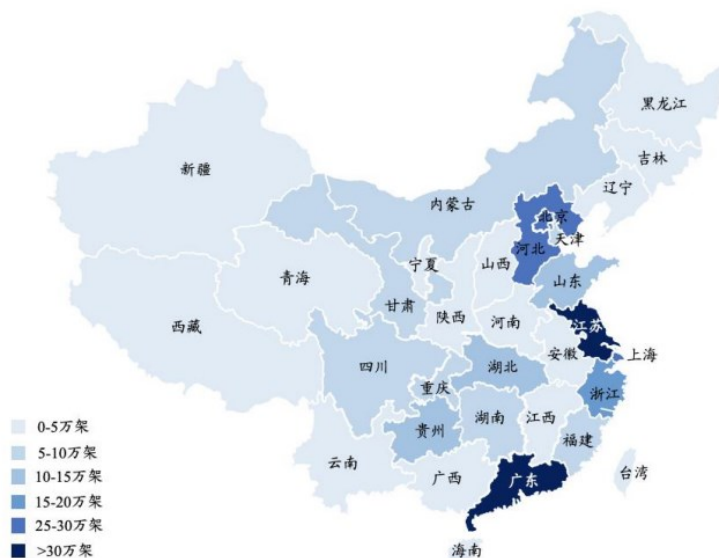 黑龙江
吉林
辽宁
新疆
内蒙古
北京
天津
河北
宁夏
山西
青海
山东
甘肃
陕西
河南
江苏
西藏
安徽
上海
四川
湖北
重庆
浙江
湖南
江西
贵州
福建
云南
广西
广东
台湾
海南
0-5万架
5-10万架
10-15万架
15-20万架
25-30万架
>30万架